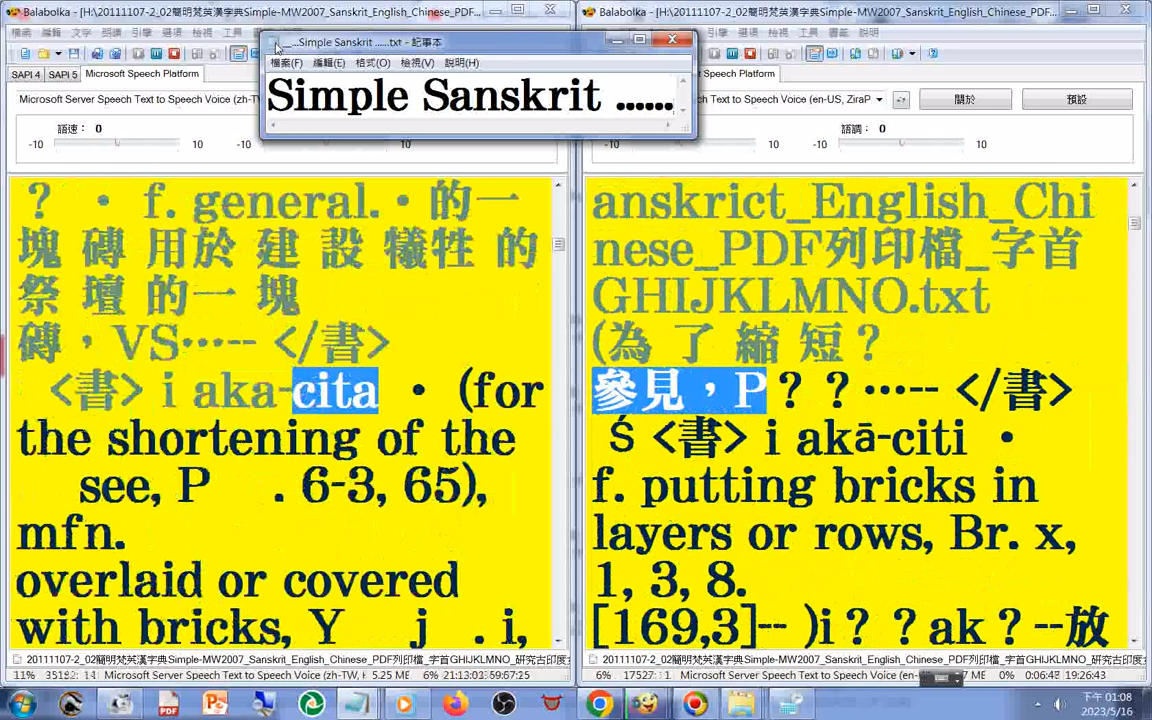 Balabolka - [H:\20111107-2_02簡明梵英漢字典Simple-MW2007_Sanskrit_English_Chinese_PDF...
Balabolka - [H:\20111107-2_02簡明梵英漢字典Simple-MW2007_Sanskrit_English_Chinese_PDF...
檔案 編輯 文字 朗讀
__...Simple Sanskrit ......txt - 記事本
檔案(F) 編輯(E) 格式(O) 檢視(V) 說明(H)
Simple Sanskrit ......
SAPI 4 SAPI 5 Microsoft Speech Platform
Speech Platform
Microsoft Server Speech Text to Speech Voice (zh-TW,
Microsoft Server Speech Text to Speech Voice (en-US, ZiraP
關於 預設
語速： 0
-10 10 10
語調： 0
-10 10 -10 10
？ • f. general.•的一
塊 磚 用於 建 設 犧牲 的
祭 壇 的一 塊
磚，VS…-- </書>
<書> i aka-cita • (for
the shortening of the
see, P . 6-3, 65),
mfn.
overlaid or covered
with bricks, Y j . i,
anskrict_English_Chi
nese_PDF列印檔_字首
GHIJKLMNO.txt
(為 了 縮 短？
參見，P？？…-- </書>
Ś <書> i akā-citi •
f. putting bricks in
layers or rows, Br. x,
1, 3, 8.
[169,3]-- )i？？ak？--放
20111107-2_02簡明梵英漢字典Simple-MW2007_Sanskrit_English_Chinese_PDF列印檔_字首GHIJKLMNO_研究古印度
20111107-2_02簡明梵英漢字典Simple-MW2007_Sanskrit_English_Chinese_PDF列印檔_字首GHIJKLMNO_研究古印度
11% Microsoft Server Speech Text to Speech Voice (zh-TW, 5.25 MB 6%
6% Microsoft Server Speech Text to Speech Voice 0% 19:26:43
下午 01:08
2023/5/16